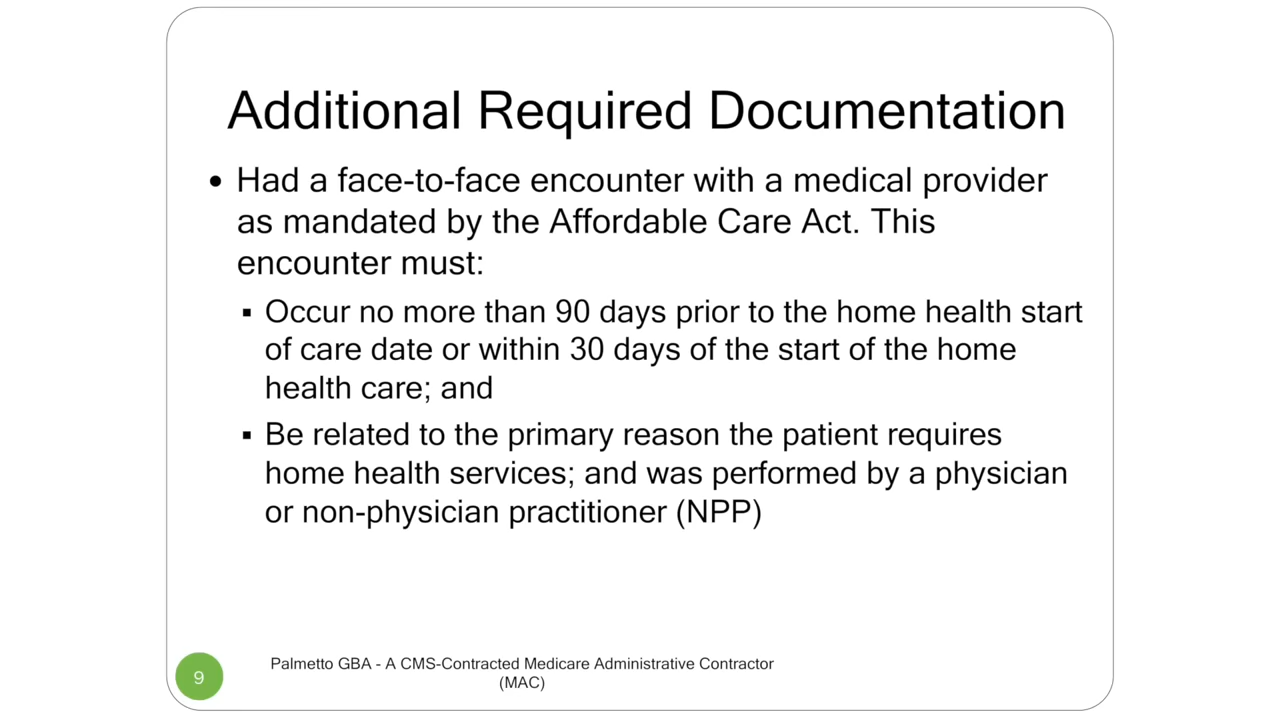 Additional Required Documentation
• Had a face-to-face encounter with a medical provider
as mandated by the Affordable Care Act. This
encounter must:
▪ Occur no more than 90 days prior to the home health start
of care date or within 30 days of the start of the home
health care; and
▪ Be related to the primary reason the patient requires
home health services; and was performed by a physician
or non-physician practitioner (NPP)
9
Palmetto GBA - A CMS-Contracted Medicare Administrative Contractor
(MAC)